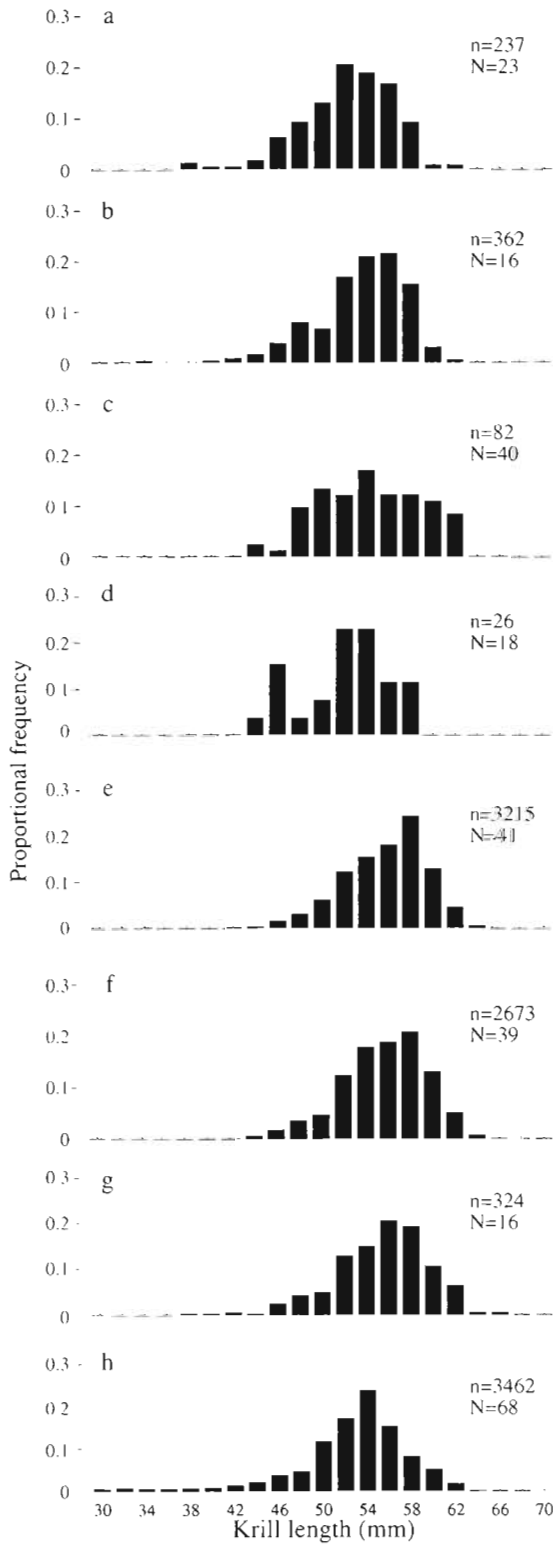 a
0.3
0.2
0.1
0
n=237
N=23
b
0.3
0.2
0.1
0
n=362
N=16
c
0.3
0.2
0.1
0
n=82
N=40
d
0.3
0.2
0.1
0
n=26
N=18
e
0.3
0.2
0.1
0
n=3215
N=41
f
0.3
0.2
0.1
0
n=2673
N=39
g
0.3
0.2
0.1
0
n=324
N=16
h
0.3
0.2
0.1
0
n=3462
N=68
Proportional frequency
30 34 38 42 46 50 54 58 62 66 70
Krill length (mm)